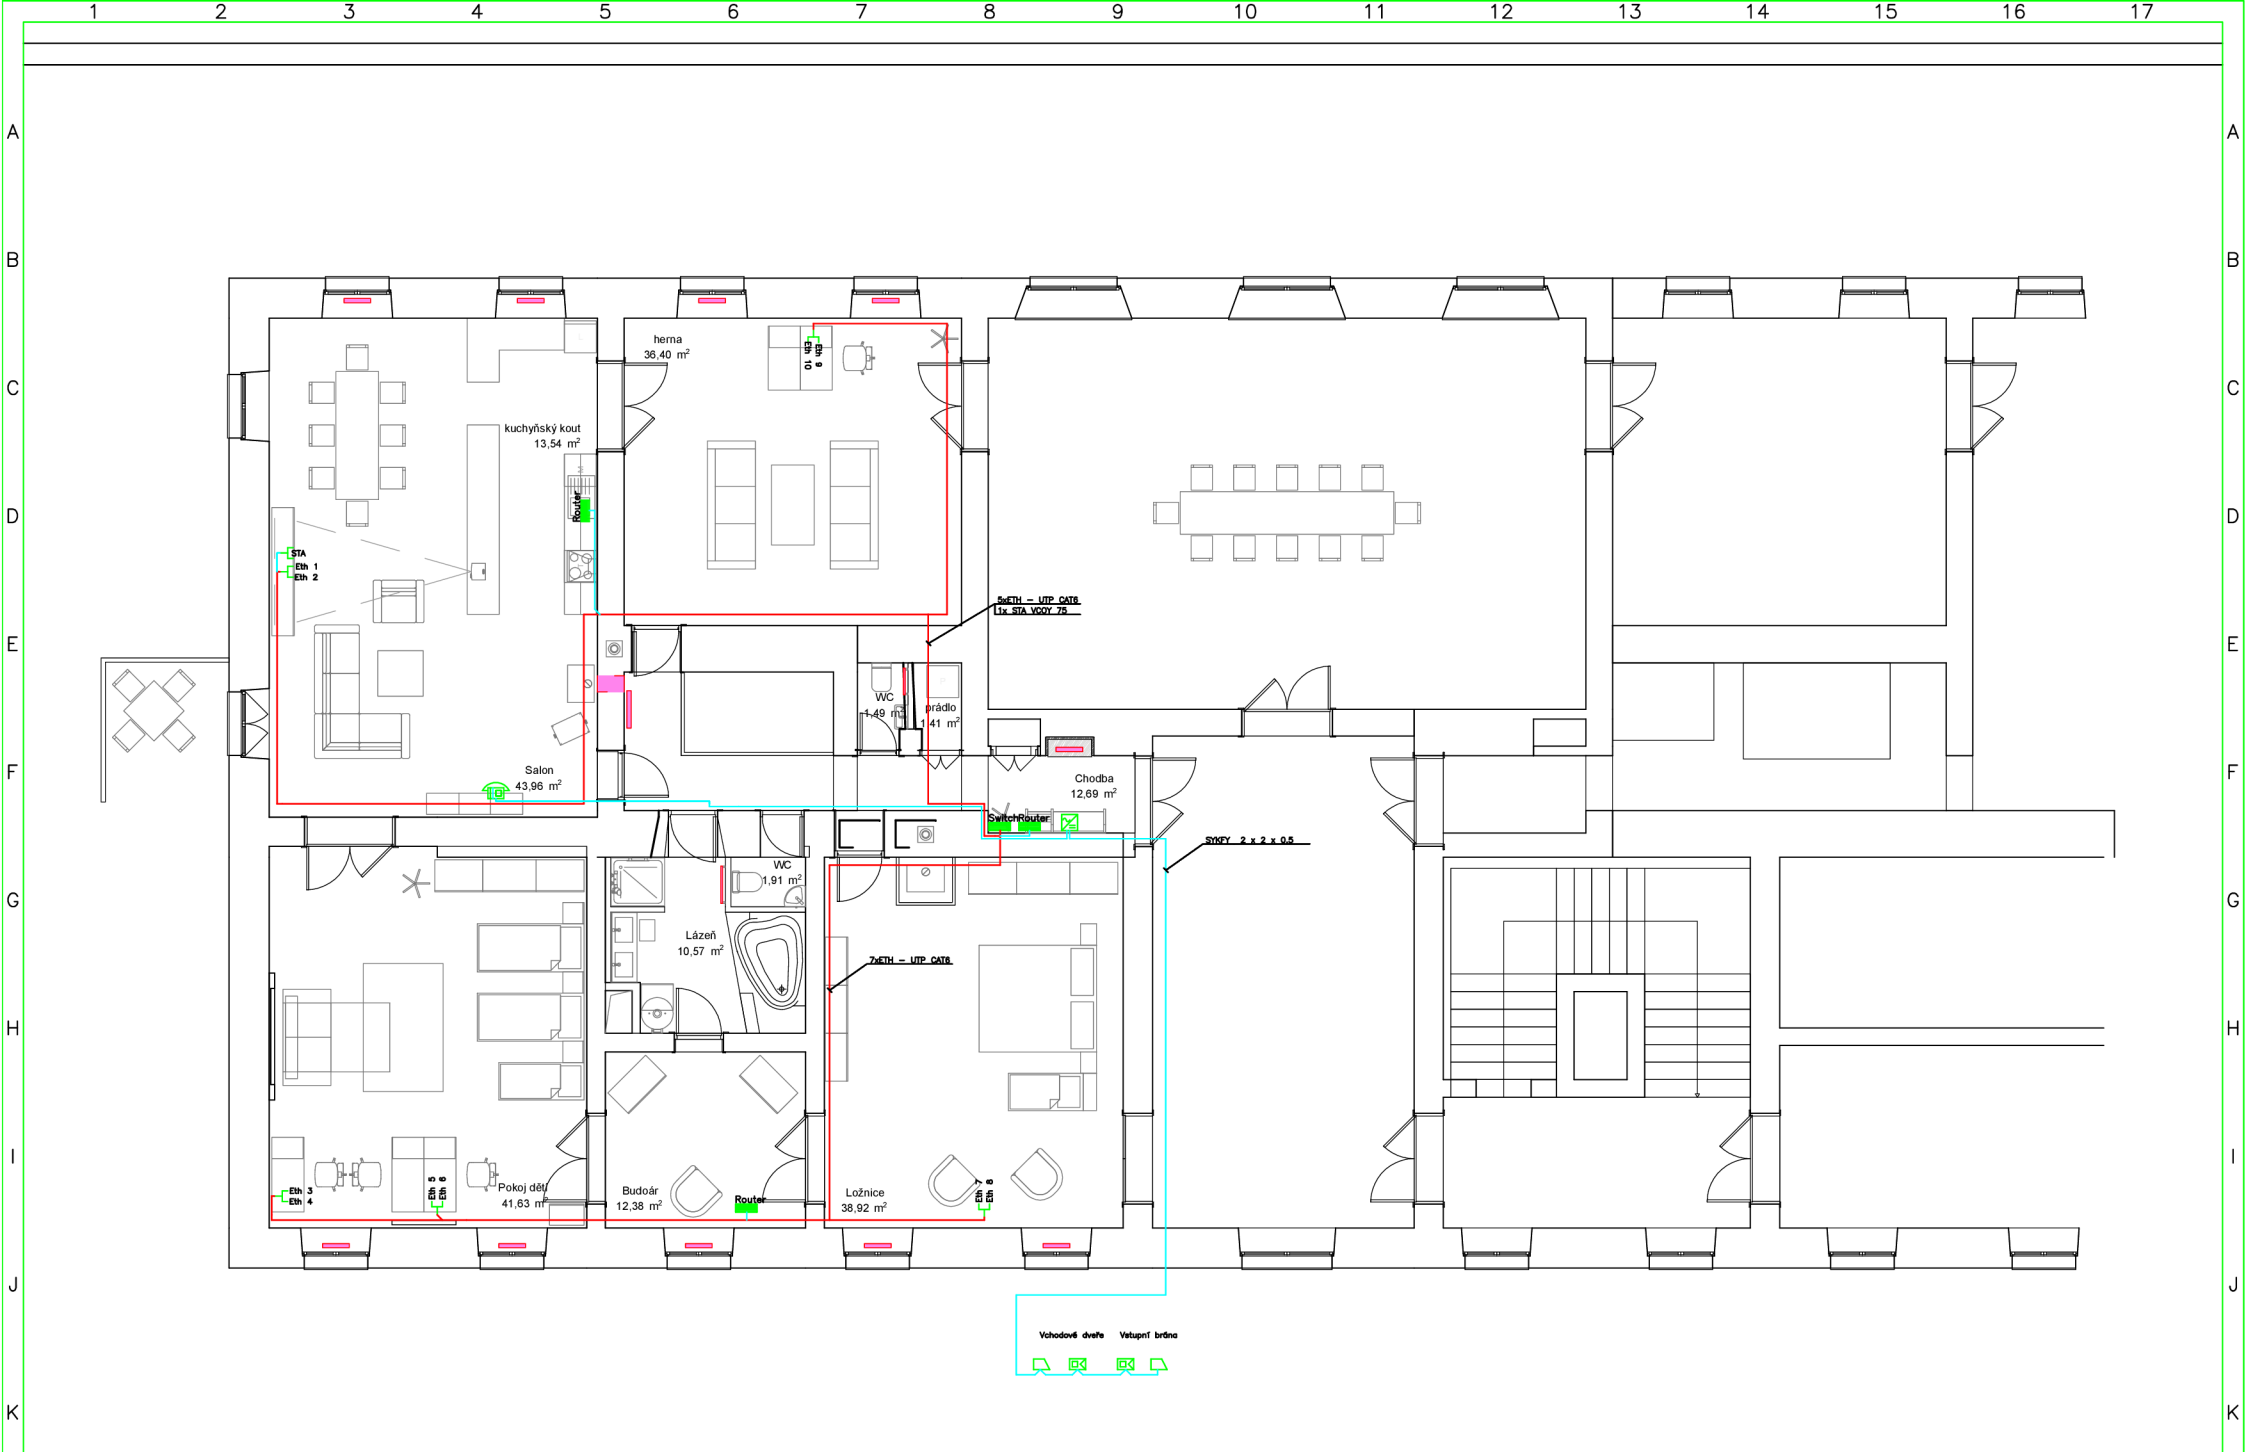 1 2 3 4 5 6 7 8 9 10 11 12 13 14 15 16 17
A A
B B
herna
36,40 m²
Eth 9
Eth 10
C C
kuchyňský kout
13,54 m²
Router
D D
STA
Eth 1
Eth 2
5xETH - UTP CAT6
1x STA VCOY 75
E E
WC
1,49 m²
prádlo
1,41 m²
Salon
43,96 m²
F F
Chodba
12,69 m²
Switch Router
SYKFY 2 x 2 x 0.5
WC
1,91 m²
G G
Lázeň
10,57 m²
7xETH - UTP CAT6
H H
I I
Eth 3
Eth 4
Eth 5
Eth 6
Pokoj dětí
41,63 m²
Budoár
12,38 m²
Router
Ložnice
38,92 m²
Eth 7
Eth 8
J J
Vchodové dveře Vstupní brána
K K